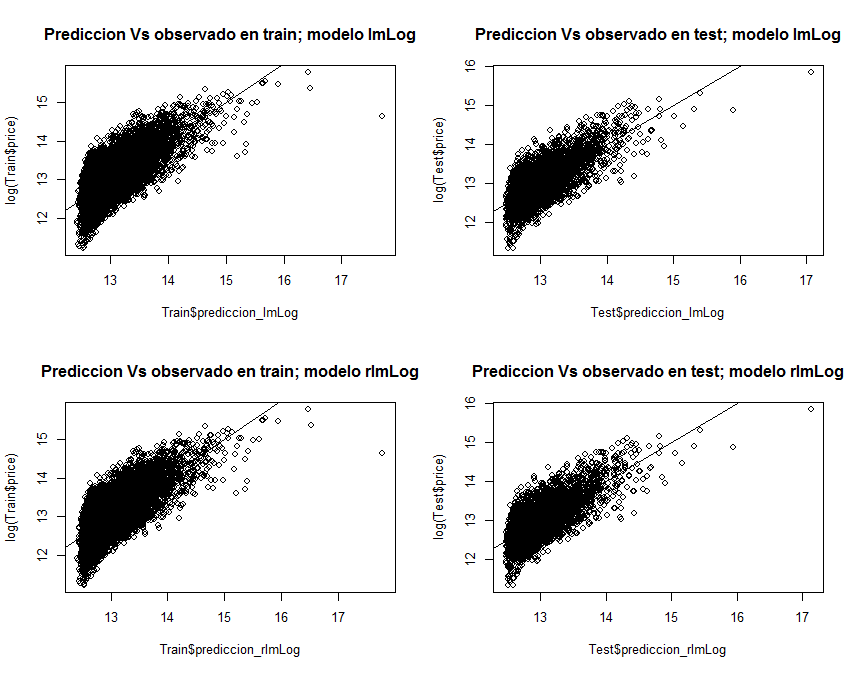 Prediccion Vs observado en train; modelo lmLog
Prediccion Vs observado en test; modelo lmLog
log(Train$price)
12 13 14 15
13 14 15 16 17
Train$prediccion_lmLog
log(Test$price)
12 13 14 15 16
13 14 15 16 17
Test$prediccion_lmLog
Prediccion Vs observado en train; modelo rlmLog
Prediccion Vs observado en test; modelo rlmLog
log(Train$price)
12 13 14 15
13 14 15 16 17
Train$prediccion_rlmLog
log(Test$price)
12 13 14 15 16
13 14 15 16 17
Test$prediccion_rlmLog